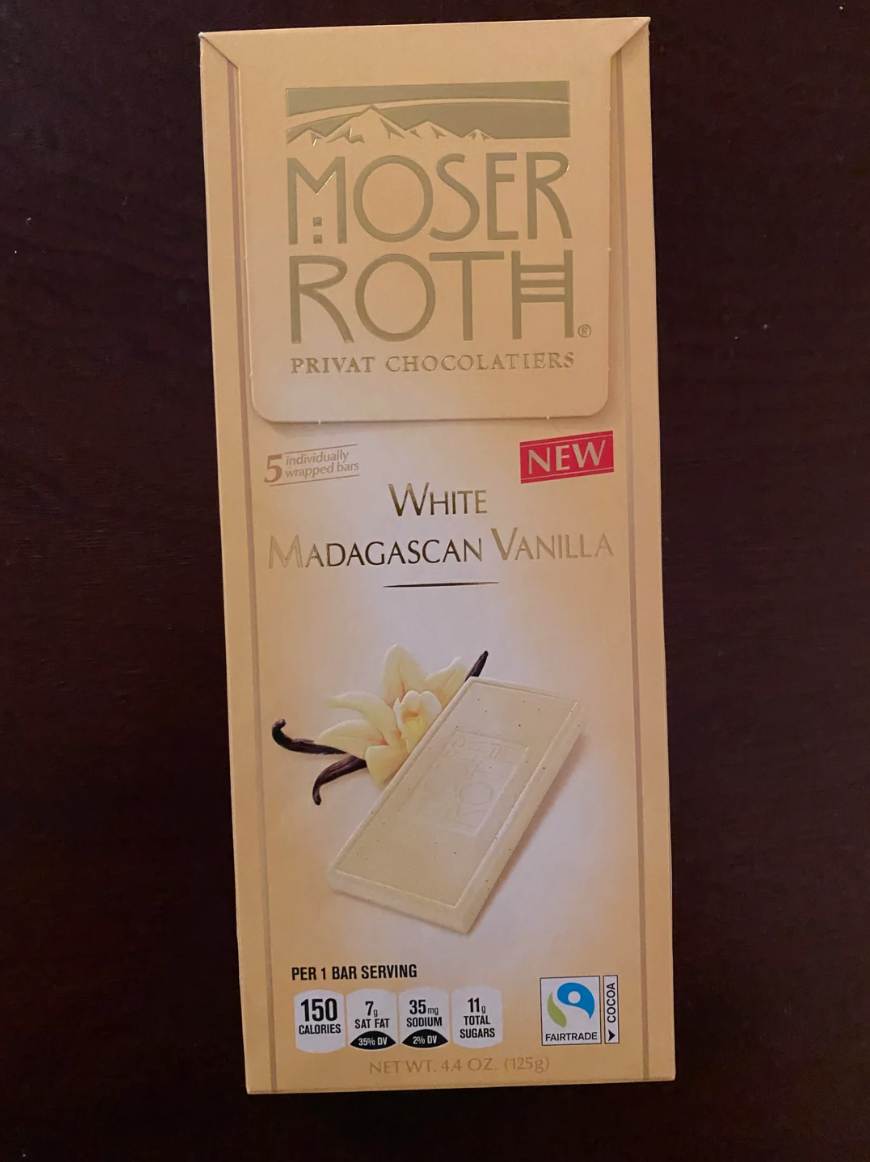 MOSER
ROTH®
PRIVAT CHOCOLATIERS
5 individually
wrapped bars
NEW
WHITE
MADAGASCAN VANILLA
ROTH
PER 1 BAR SERVING
150
CALORIES
7g
SAT FAT
35% DV
35mg
SODIUM
2% DV
11g
TOTAL
SUGARS
FAIRTRADE
COCOA
NET WT. 4.4 OZ. (125g)